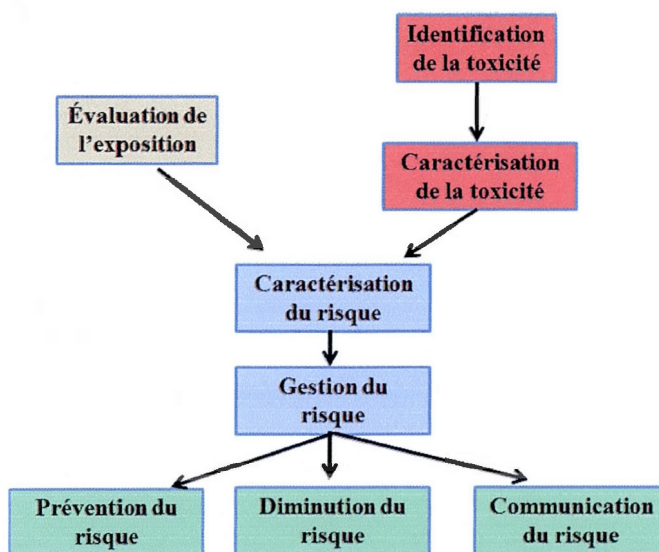 Identification
de la toxicité
Évaluation de
l’exposition
Caractérisation
de la toxicité
Caractérisation
du risque
Gestion du
risque
Prévention du
risque
Diminution du
risque
Communication
du risque